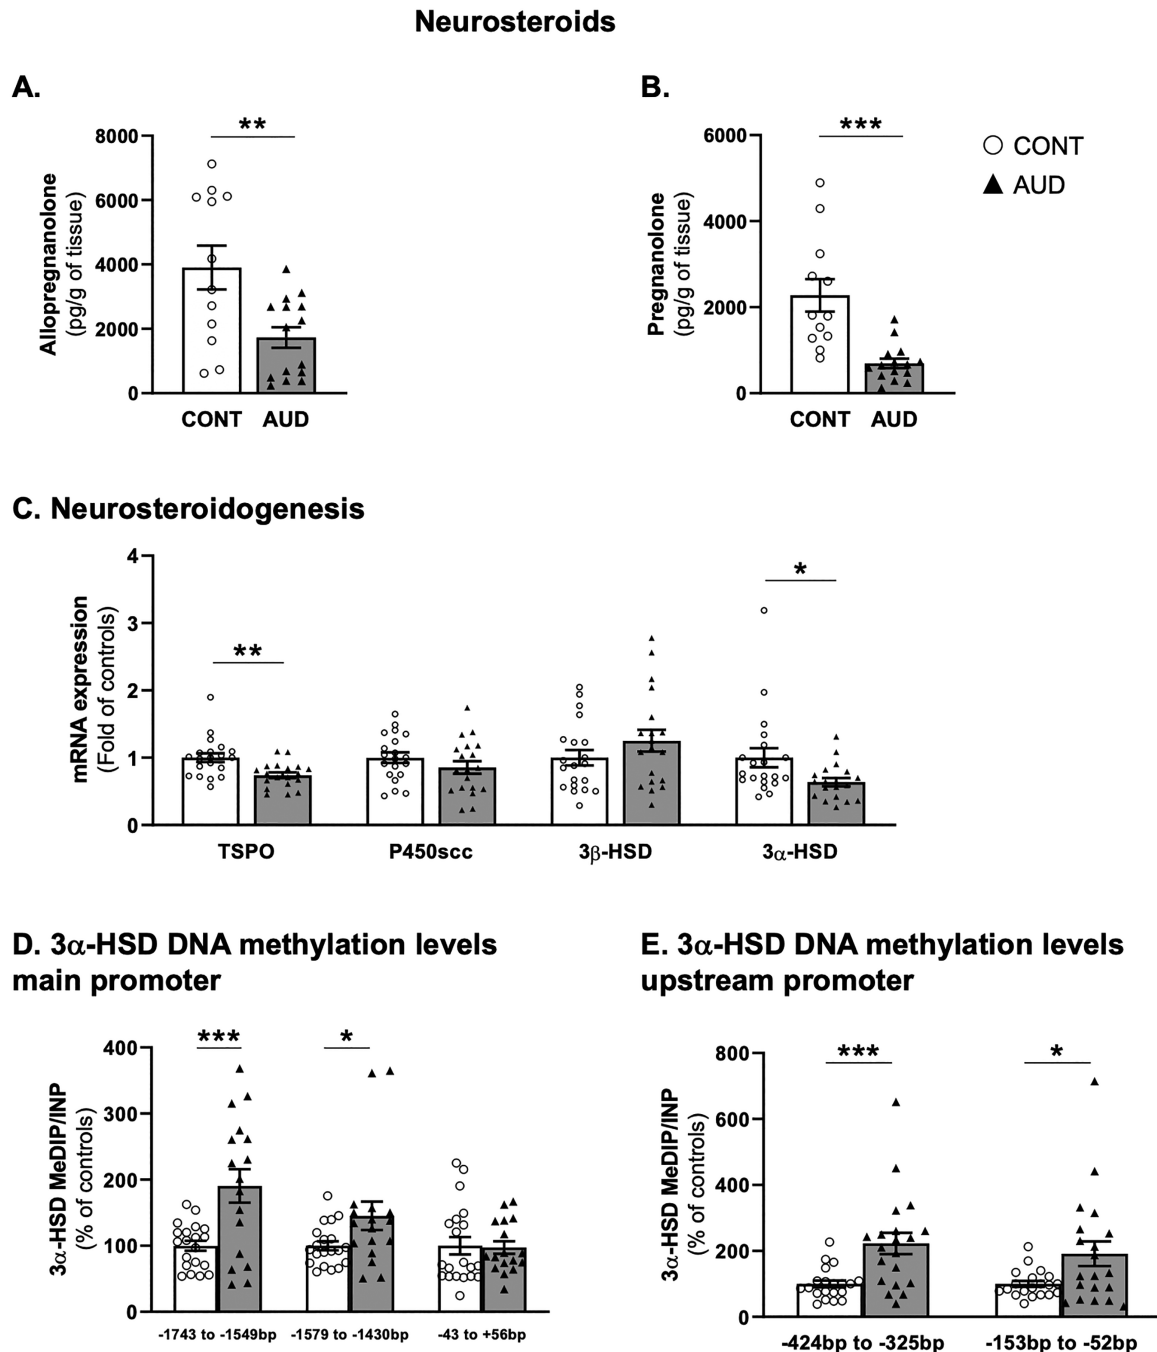 Neurosteroids
A.
**
8000
6000
4000
2000
0
Allopregnanolone
(pg/g of tissue)
CONT AUD
B.
***
6000
4000
2000
0
Pregnanolone
(pg/g of tissue)
CONT AUD
CONT
AUD
C. Neurosteroidogenesis
4
3
2
1
0
mRNA expression
(Fold of controls)
**
*
TSPO P450scc 3β-HSD 3α-HSD
D. 3α-HSD DNA methylation levels
main promoter
400
300
200
100
0
3α-HSD MeDIP/INP
(% of controls)
***
*
-1743 to -1549bp -1579 to -1430bp -43 to +56bp
E. 3α-HSD DNA methylation levels
upstream promoter
800
600
400
200
0
3α-HSD MeDIP/INP
(% of controls)
***
*
-424bp to -325bp -153bp to -52bp